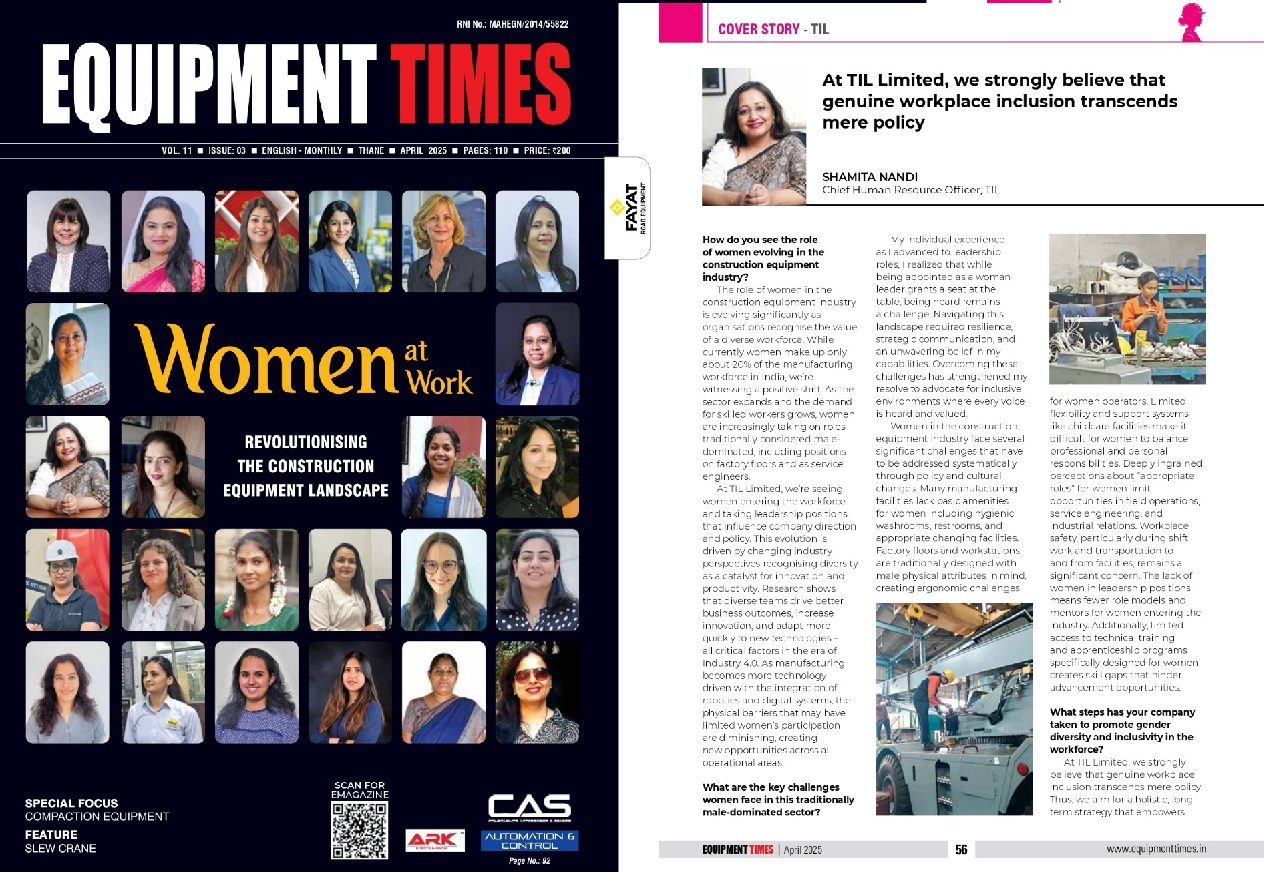 RNI No.: MAHEGN/2014/55822
EQUIPMENT TIMES
VOL. 11 ■ ISSUE: 03 ■ ENGLISH - MONTHLY ■ THANE ■ APRIL 2025 ■ PAGES: 110 ■ PRICE: ₹200
FAYAT
ROAD EQUIPMENT
Women at Work
REVOLUTIONISING
THE CONSTRUCTION
EQUIPMENT LANDSCAPE
SPECIAL FOCUS
COMPACTION EQUIPMENT
FEATURE
SLEW CRANE
SCAN FOR
EMAGAZINE
ARK
CAS
AUTOMATION &
CONTROL
Page No.: 92
COVER STORY - TIL
At TIL Limited, we strongly believe that
genuine workplace inclusion transcends
mere policy
SHAMITA NANDI
Chief Human Resource Officer, TIL
How do you see the role
of women evolving in the
construction equipment
industry?
The role of women in the
construction equipment industry
is evolving significantly as
organisations recognise the value
of a diverse workforce. While
currently women make up only
about 20% of the manufacturing
workforce in India, we're
witnessing a positive shift. As the
sector expands and the demand
for skilled workers grows, women
are increasingly taking on roles
traditionally considered male-
dominated, including positions
on factory floors and as service
engineers.
At TIL Limited, we're seeing
women entering the workforce
and taking leadership positions
that influence company direction
and policy. This evolution is
driven by changing industry
perspectives recognising diversity
as a catalyst for innovation and
productivity. Research shows
that diverse teams drive better
business outcomes, increase
innovation, and adapt more
quickly to new technologies –
all critical factors in the era of
Industry 4.0. As manufacturing
becomes more technology
driven with the integration of
robotics and digital systems, the
physical barriers that may have
limited women's participation
are diminishing, creating
new opportunities across all
operational areas.
What are the key challenges
women face in this traditionally
male-dominated sector?
My individual experience
as I advanced to leadership
roles, I realized that while
being appointed as a woman
leader grants a seat at the
table, being heard remains
a challenge. Navigating this
landscape required resilience,
strategic communication, and
an unwavering belief in my
capabilities. Overcoming these
challenges has strengthened my
resolve to advocate for inclusive
environments where every voice
is heard and valued.
Women in the construction
equipment industry face several
significant challenges that have
to be addressed systematically
through policy and cultural
changes. Many manufacturing
facilities lack basic amenities
for women including hygienic
washrooms, restrooms, and
appropriate changing facilities.
Factory floors and workstations
are traditionally designed with
male physical attributes in mind,
creating ergonomic challenges
for women operators. Limited
flexibility and support systems
like childcare facilities make it
difficult for women to balance
professional and personal
responsibilities. Deeply ingrained
perceptions about "appropriate
roles" for women limit
opportunities in field operations,
service engineering, and
industrial relations. Workplace
safety, particularly during shift
work and transportation to
and from facilities, remains a
significant concern. The lack of
women in leadership positions
means fewer role models and
mentors for women entering the
industry. Additionally, limited
access to technical training
and apprenticeship programs
specifically designed for women
creates skill gaps that hinder
advancement opportunities.
What steps has your company
taken to promote gender
diversity and inclusivity in the
workforce?
At TIL Limited, we strongly
believe that genuine workplace
inclusion transcends mere policy.
Thus, we aim for a holistic, long-
term strategy that empowers
EQUIPMENT TIMES | April 2025
56
www.equipmenttimes.in